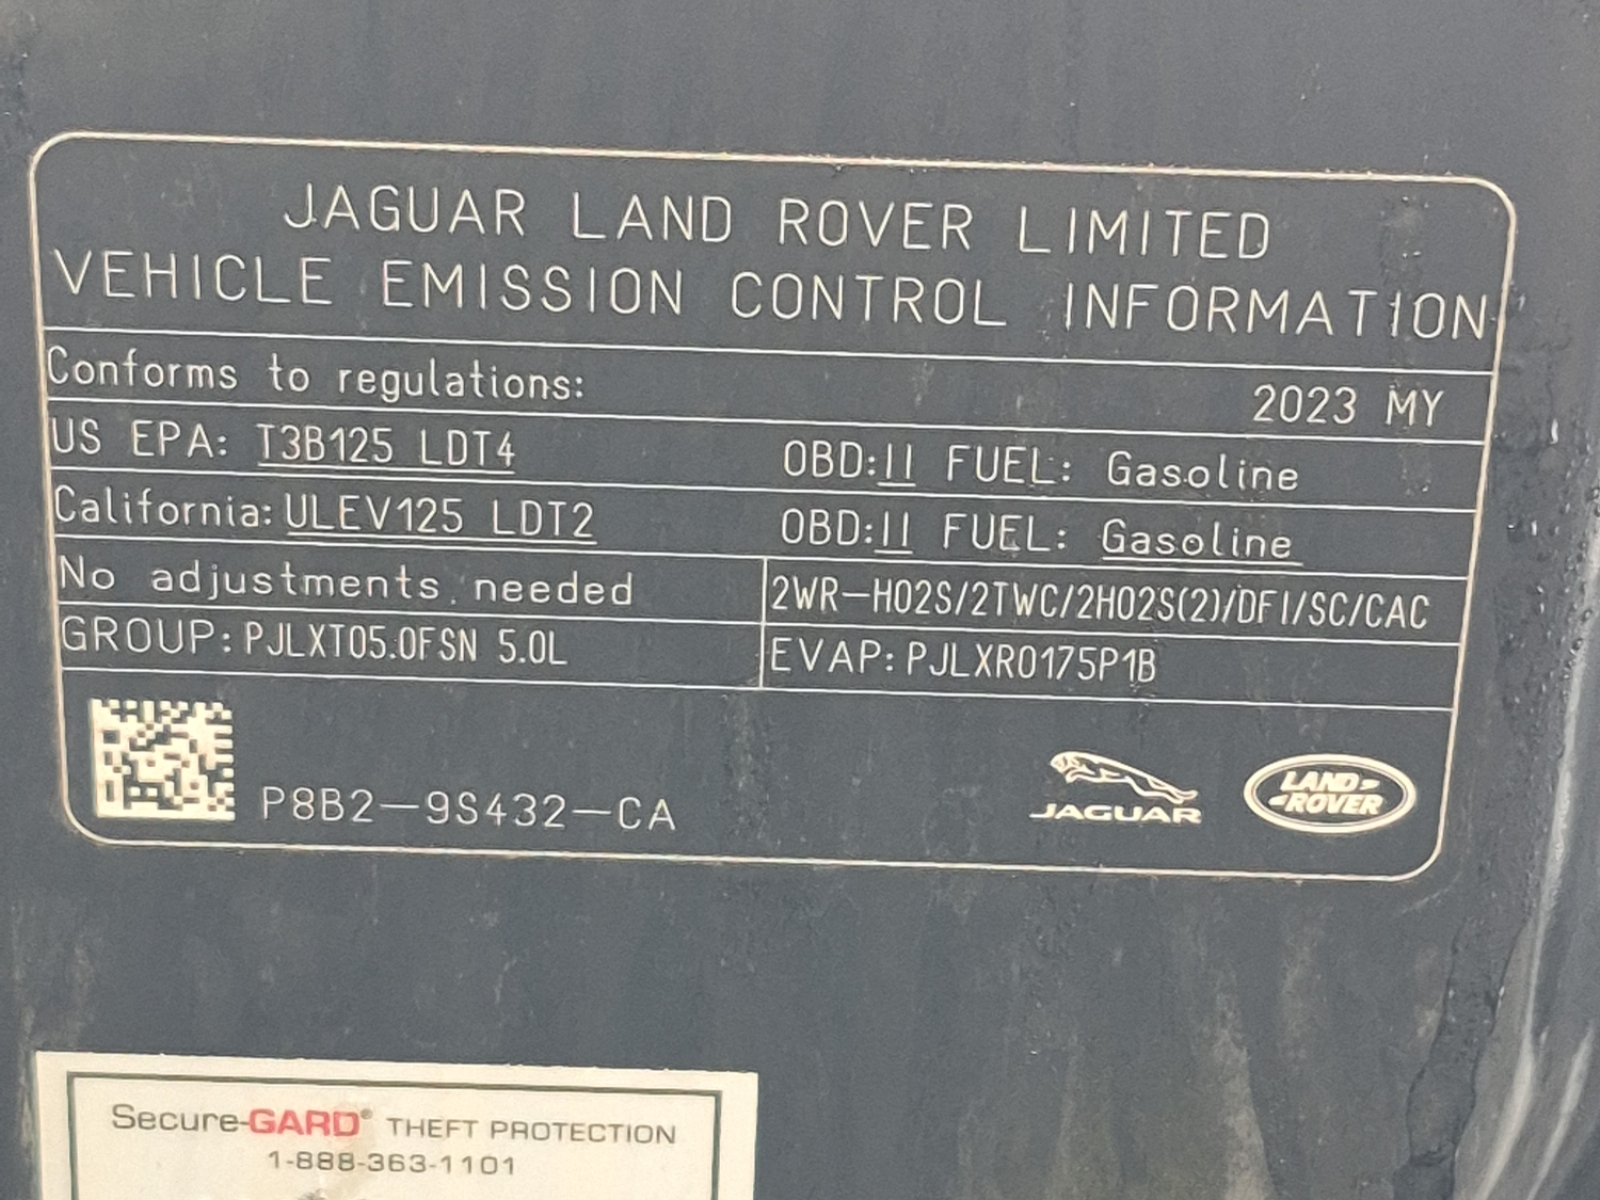 JAGUAR LAND ROVER LIMITED
VEHICLE EMISSION CONTROL INFORMATION
Conforms to regulations: 2023 MY
US EPA: T3B125 LDT4 OBD:II FUEL: Gasoline
California: ULEV125 LDT2 OBD:II FUEL: Gasoline
No adjustments needed 2WR-HO2S/2TWC/2HO2S(2)/DFI/SC/CAC
GROUP: PJLXT05.0FSN 5.0L EVAP: PJLXR0175P1B
P8B2-9S432-CA
JAGUAR
LAND
ROVER
Secure-GARD® THEFT PROTECTION
1-888-363-1101